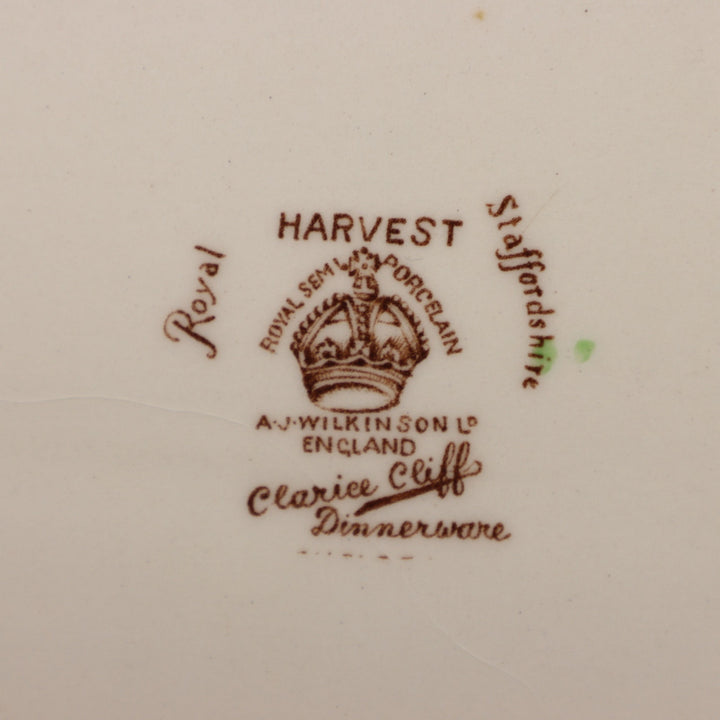 HARVEST
Royal Staffordshire
ROYAL SEMI PORCELAIN
A.J. WILKINSON LD
ENGLAND
Clarice Cliff
Dinnerware